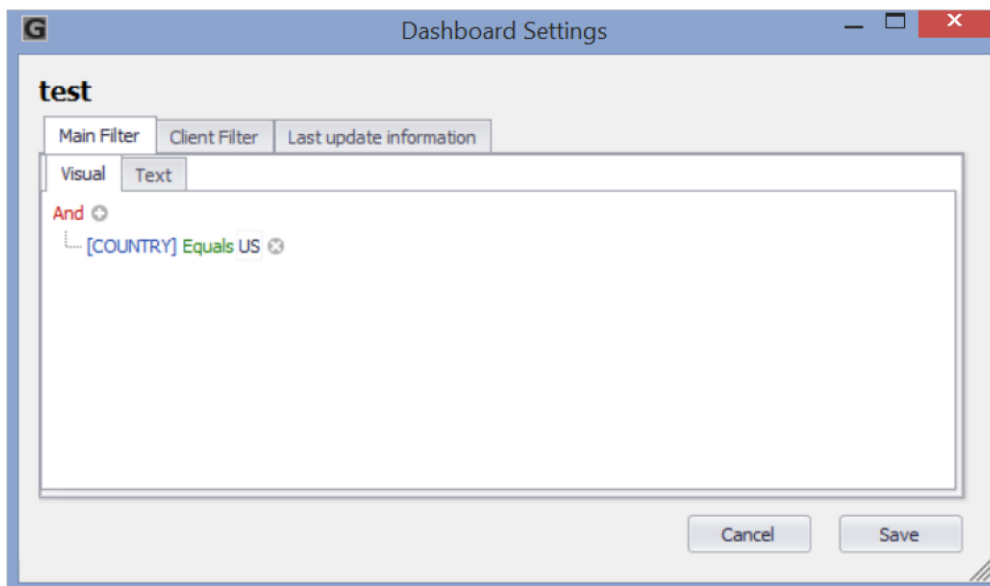 G Dashboard Settings
test
Main Filter Client Filter Last update information
Visual Text
And
[COUNTRY] Equals US
Cancel Save